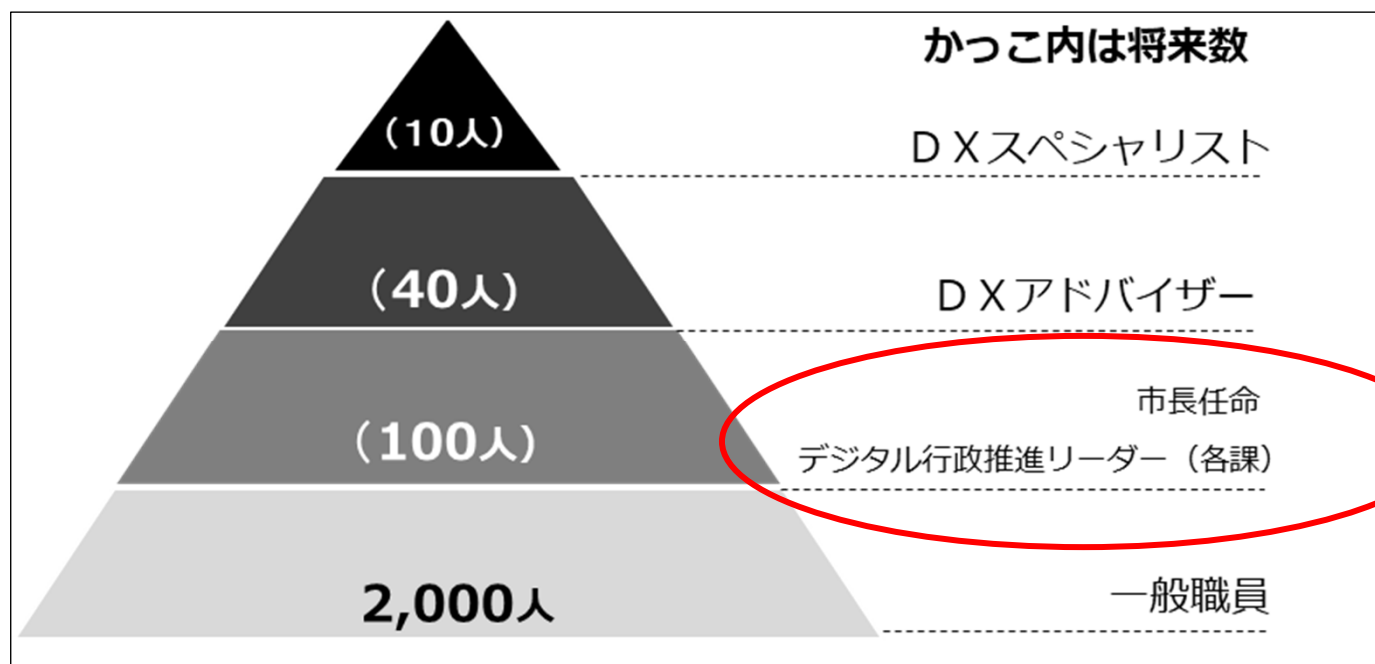 かっこ内は将来数
（10人）
ＤＸスペシャリスト
（40人）
ＤＸアドバイザー
市長任命
（100人）
デジタル行政推進リーダー（各課）
2,000人
一般職員